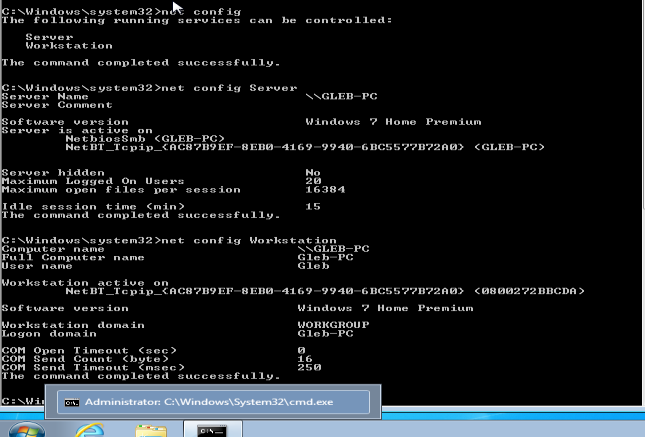 C:\Windows\system32>net config
The following running services can be controlled:
Server
Workstation
The command completed successfully.
C:\Windows\system32>net config Server
Server Name \\GLEB-PC
Server Comment
Software version Windows 7 Home Premium
Server is active on
NetbiosSmb (GLEB-PC)
NetBT_Tcpip_{AC87B9EF-8EB0-4169-9940-6BC5577B72A0} (GLEB-PC)
Server hidden No
Maximum Logged On Users 20
Maximum open files per session 16384
Idle session time (min) 15
The command completed successfully.
C:\Windows\system32>net config Workstation
Computer name \\GLEB-PC
Full Computer name Gleb-PC
User name Gleb
Workstation active on
NetBT_Tcpip_{AC87B9EF-8EB0-4169-9940-6BC5577B72A0} (0800272BBCDA)
Software version Windows 7 Home Premium
Workstation domain WORKGROUP
Logon domain Gleb-PC
COM Open Timeout (sec) 0
COM Send Count (byte) 16
COM Send Timeout (msec) 250
The command completed successfully.
C:\Wi
Administrator: C:\Windows\System32\cmd.exe